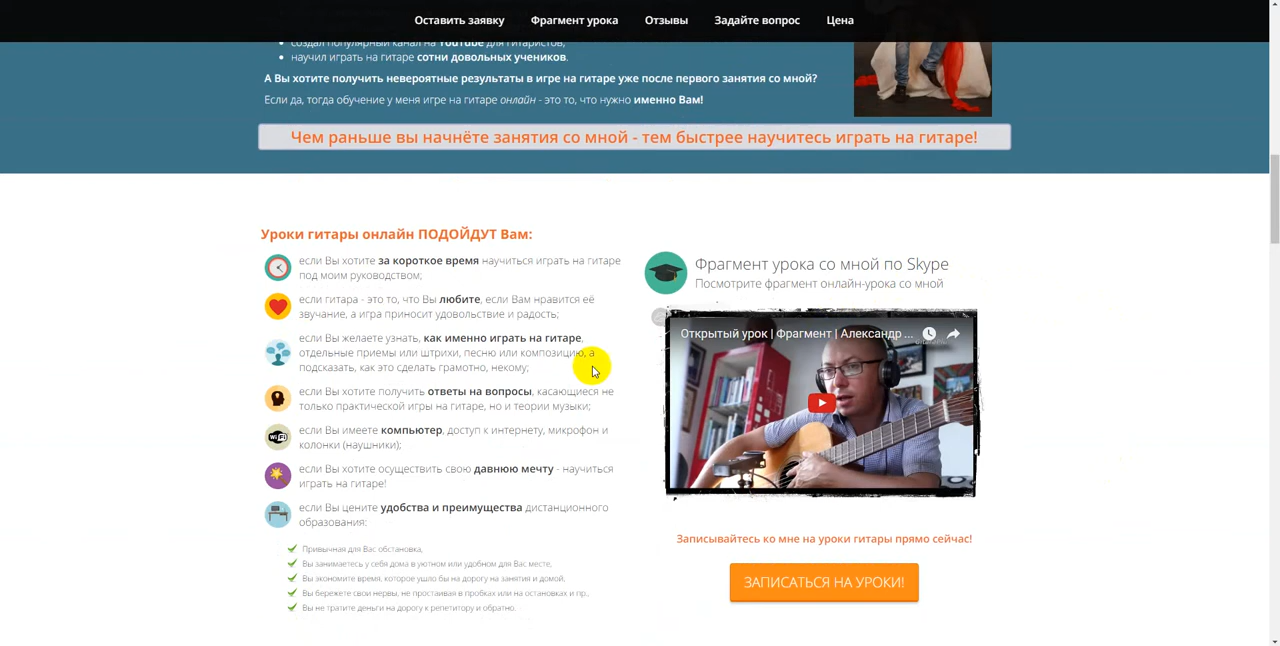 Оставить заявку Фрагмент урока Отзывы Задайте вопрос Цена
создал популярный канал на YouTube для гитаристов,
научил играть на гитаре сотни довольных учеников.
А Вы хотите получить невероятные результаты в игре на гитаре уже после первого занятия со мной?
Если да, тогда обучение у меня игре на гитаре онлайн - это то, что нужно именно Вам!
Чем раньше вы начнёте занятия со мной - тем быстрее научитесь играть на гитаре!
Уроки гитары онлайн ПОДОЙДУТ Вам:
если Вы хотите за короткое время научиться играть на гитаре
под моим руководством;
если гитара - это то, что Вы любите, если Вам нравится её
звучание, а игра приносит удовольствие и радость;
если Вы желаете узнать, как именно играть на гитаре,
отдельные приемы или штрихи, песню или композицию, а
подсказать, как это сделать грамотно, некому;
если Вы хотите получить ответы на вопросы, касающиеся не
только практической игры на гитаре, но и теории музыки;
WiFi
если Вы имеете компьютер, доступ к интернету, микрофон и
колонки (наушники);
если Вы хотите осуществить свою давнюю мечту - научиться
играть на гитаре!
если Вы цените удобства и преимущества дистанционного
образования:
Привычная для Вас обстановка,
Вы занимаетесь у себя дома в уютном или удобном для Вас месте,
Вы экономите время, которое ушло бы на дорогу на занятия и домой,
Вы бережете свои нервы, не простаивая в пробках или на остановках и пр.,
Вы не тратите деньги на дорогу к репетитору и обратно.
Фрагмент урока со мной по Skype
Посмотрите фрагмент онлайн-урока со мной
Открытый урок | Фрагмент | Александр ...
Записывайтесь ко мне на уроки гитары прямо сейчас!
ЗАПИСАТЬСЯ НА УРОКИ!